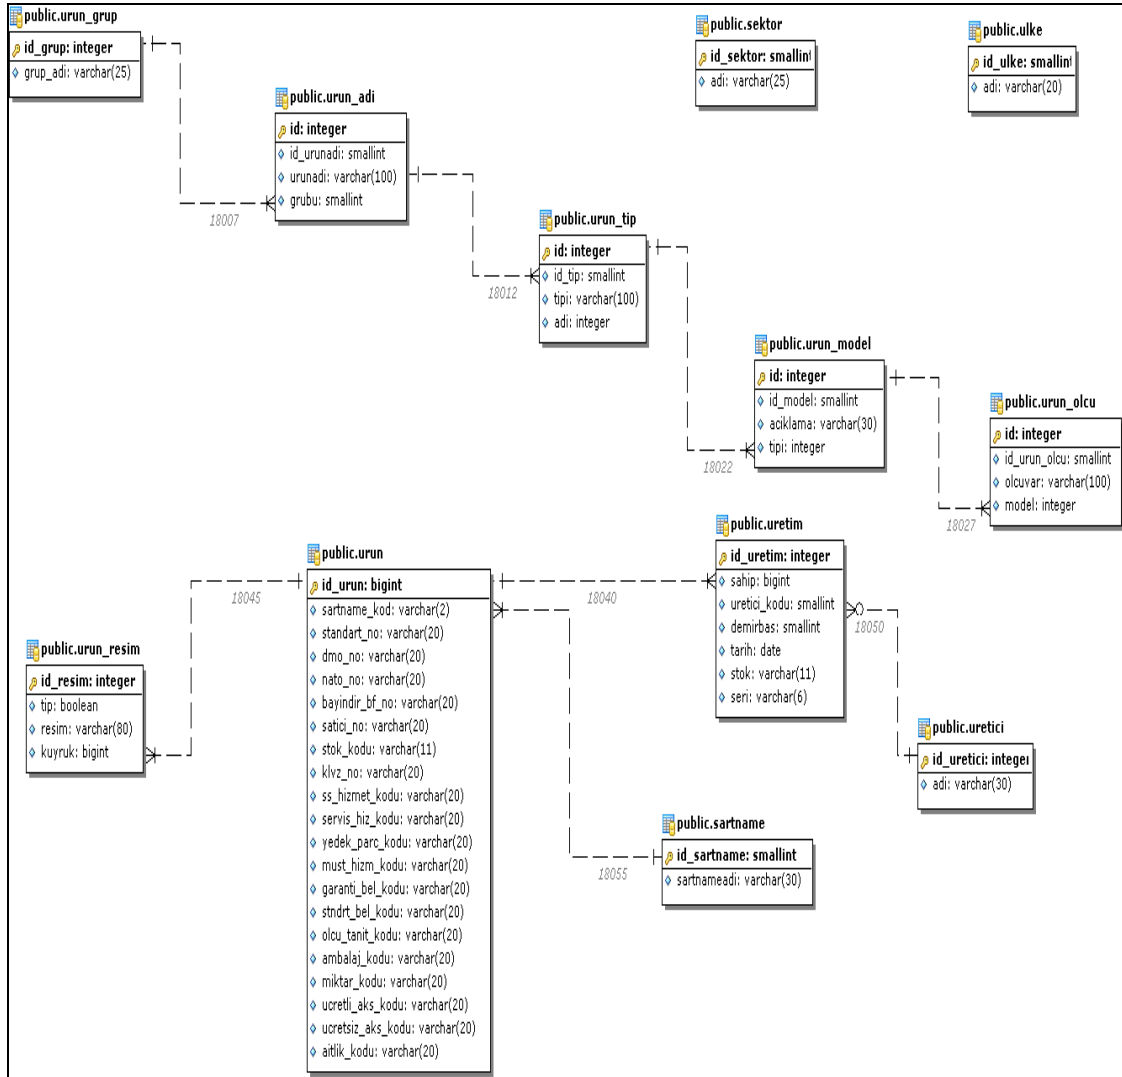 public.urun_grup
id_grup: integer
grup_adi: varchar(25)
public.sektor
id_sektor: smallint
adi: varchar(25)
public.ulke
id_ulke: smallint
adi: varchar(20)
public.urun_adi
id: integer
id_urunadi: smallint
urunadi: varchar(100)
grubu: smallint
18007
public.urun_tip
id: integer
id_tip: smallint
tipi: varchar(100)
adi: integer
18012
public.urun_model
id: integer
id_model: smallint
aciklama: varchar(30)
tipi: integer
18022
public.urun_olcu
id: integer
id_urun_olcu: smallint
olcuvar: varchar(100)
model: integer
18027
public.urun
id_urun: bigint
sartname_kod: varchar(2)
standart_no: varchar(20)
dmo_no: varchar(20)
nato_no: varchar(20)
bayindir_bf_no: varchar(20)
satici_no: varchar(20)
stok_kodu: varchar(11)
klvz_no: varchar(20)
ss_hizmet_kodu: varchar(20)
servis_hiz_kodu: varchar(20)
yedek_parc_kodu: varchar(20)
must_hizm_kodu: varchar(20)
garanti_bel_kodu: varchar(20)
stndrt_bel_kodu: varchar(20)
olcu_tanit_kodu: varchar(20)
ambalaj_kodu: varchar(20)
miktar_kodu: varchar(20)
ucretli_aks_kodu: varchar(20)
ucretsiz_aks_kodu: varchar(20)
aitlik_kodu: varchar(20)
18045
18040
public.uretim
id_uretim: integer
sahip: bigint
uretici_kodu: smallint
demirbas: smallint
tarih: date
stok: varchar(11)
seri: varchar(6)
18050
public.urun_resim
id_resim: integer
tip: boolean
resim: varchar(80)
kuyruk: bigint
public.uretici
id_uretici: integer
adi: varchar(30)
public.sartname
id_sartname: smallint
sartnameadi: varchar(30)
18055